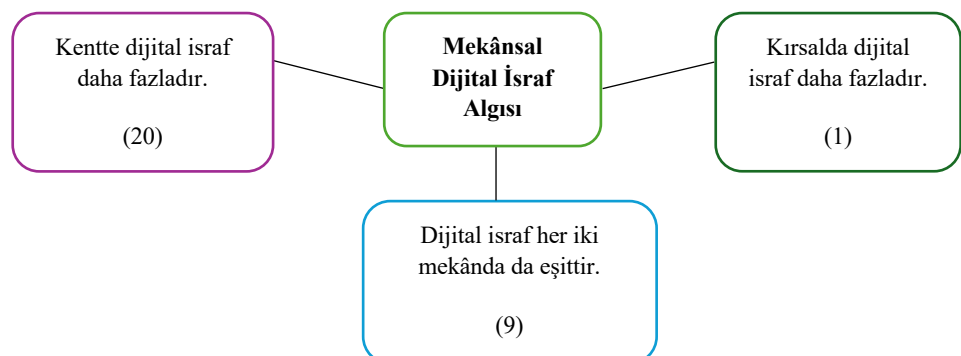 Kentte dijital israf
daha fazladır.
(20)
Mekânsal
Dijital İsraf
Algısı
Kırsalda dijital
israf daha fazladır.
(1)
Dijital israf her iki
mekânda da eşittir.
(9)